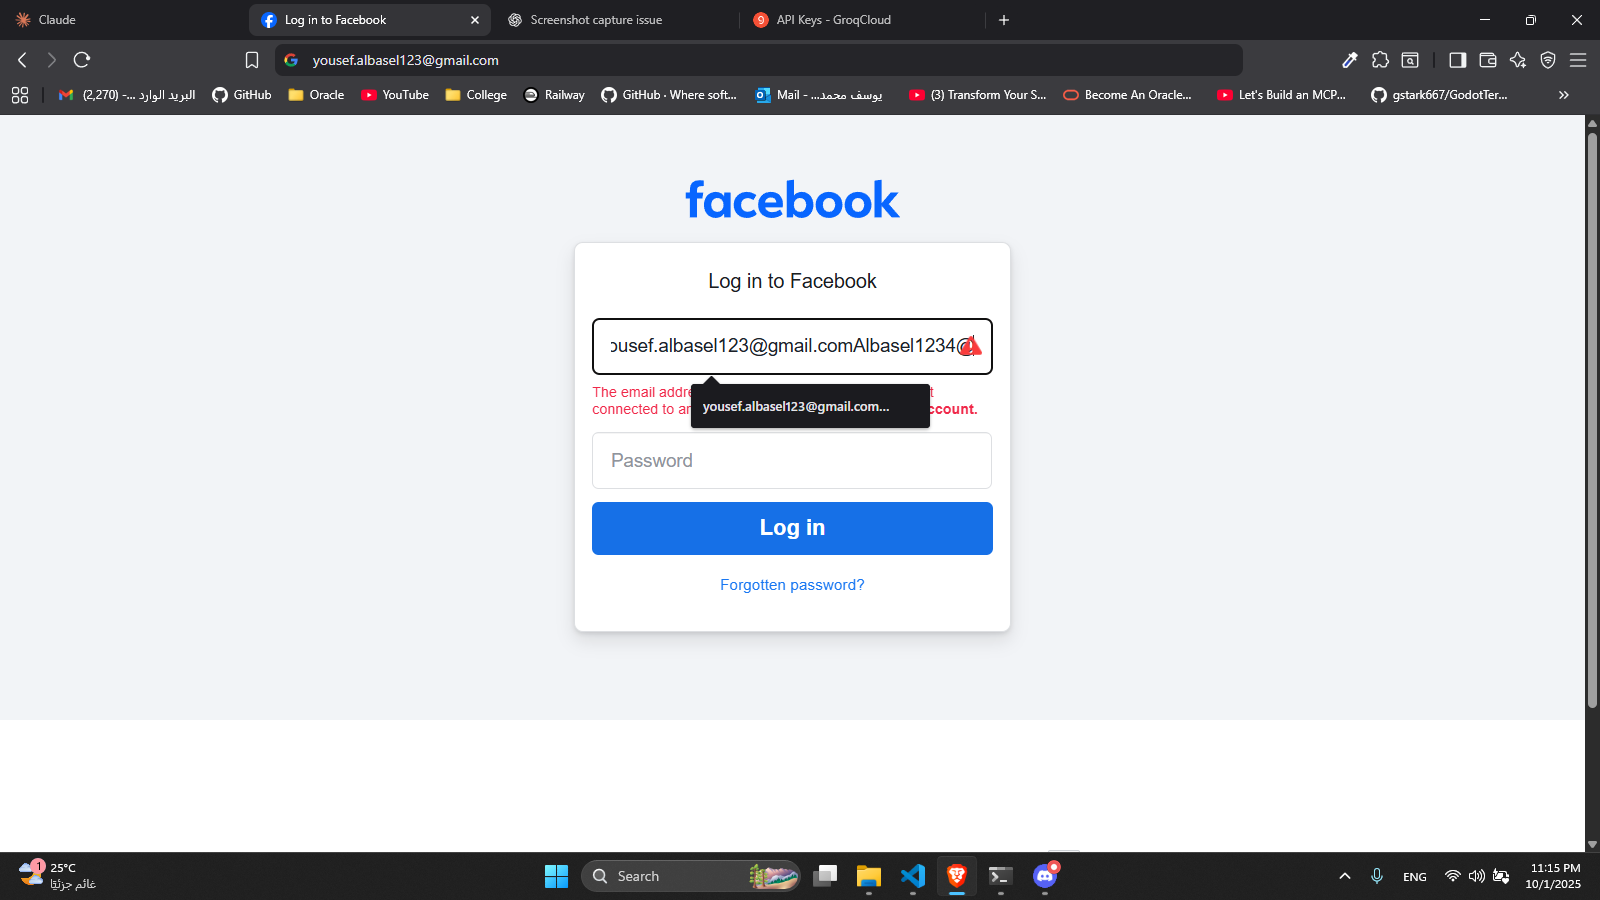 Claude
Log in to Facebook
Screenshot capture issue
API Keys - GroqCloud
yousef.albasel123@gmail.com
البريد الوارد ...- (2,270)
GitHub
Oracle
YouTube
College
Railway
GitHub · Where soft...
Mail - ...يوسف محمد
(3) Transform Your S...
Become An Oracle...
Let's Build an MCP...
gstark667/GodotTer...
facebook
Log in to Facebook
ousef.albasel123@gmail.comAlbasel1234@
The email addre
connected to an
ccount.
yousef.albasel123@gmail.com...
Password
Log in
Forgotten password?
1
25°C
غائم جزئيًا
Search
ENG
11:15 PM
10/1/2025